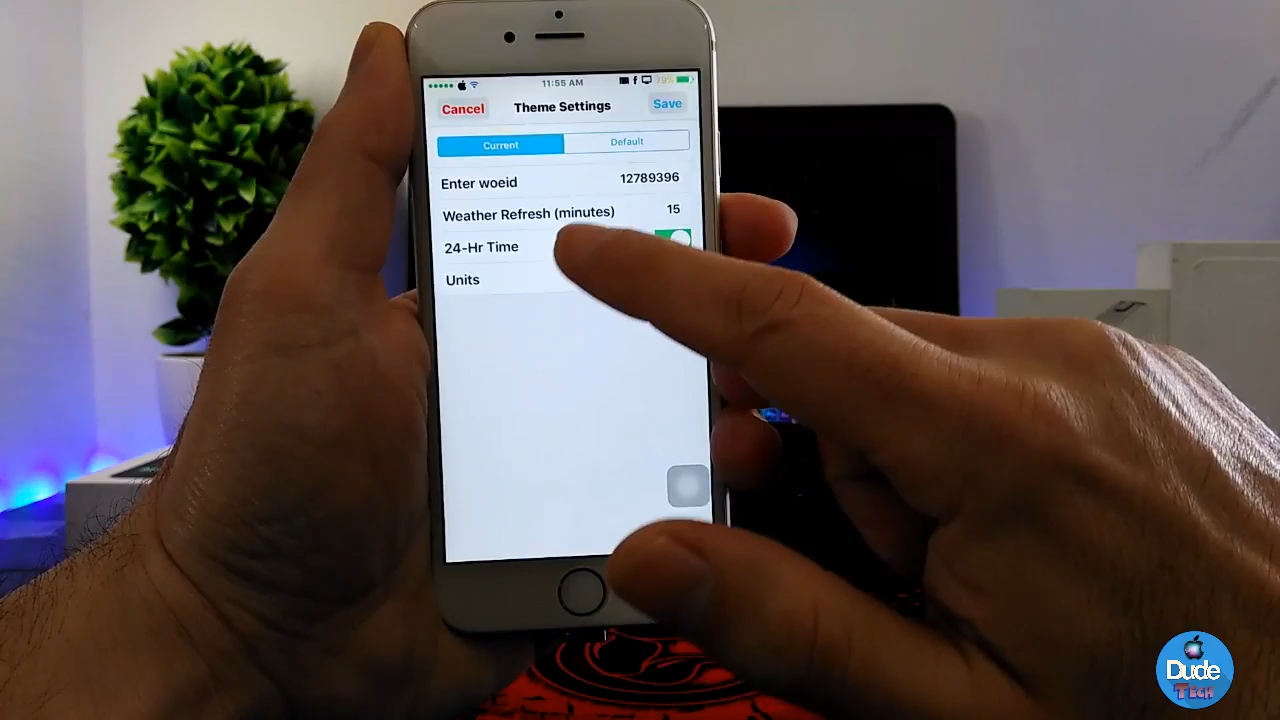 11:55 AM
79%
Cancel
Theme Settings
Save
Current
Default
Enter woeid
12789396
Weather Refresh (minutes)
15
24-Hr Time
Units
Dude
TECH